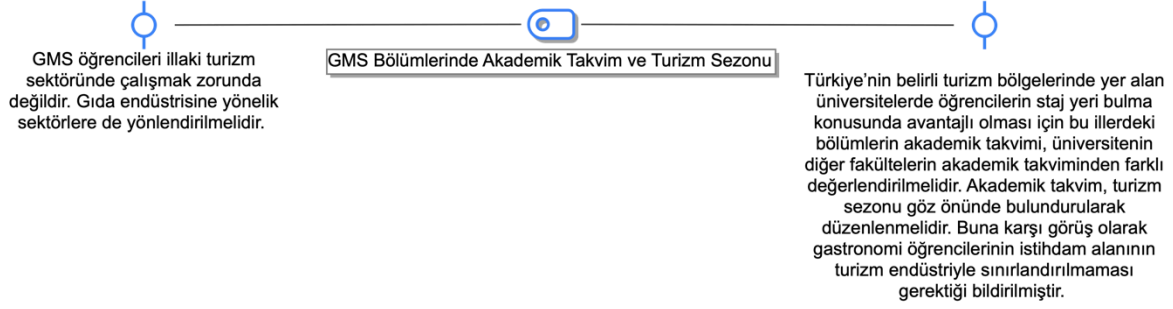 GMS öğrencileri illaki turizm
sektöründe çalışmak zorunda
değildir. Gıda endüstrisine yönelik
sektörlere de yönlendirilmelidir.
GMS Bölümlerinde Akademik Takvim ve Turizm Sezonu
Türkiye’nin belirli turizm bölgelerinde yer alan
üniversitelerde öğrencilerin staj yeri bulma
konusunda avantajlı olması için bu illerdeki
bölümlerin akademik takvimi, üniversitenin
diğer fakültelerin akademik takviminden farklı
değerlendirilmelidir. Akademik takvim, turizm
sezonu göz önünde bulundurularak
düzenlenmelidir. Buna karşı görüş olarak
gastronomi öğrencilerinin istihdam alanının
turizm endüstriyle sınırlandırılmaması
gerektiği bildirilmiştir.